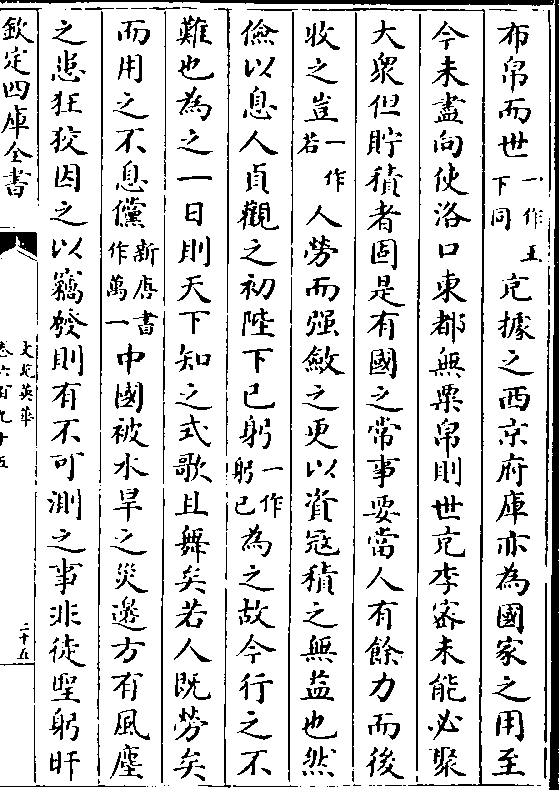 布帛而世一作王下同充據之西京府庫亦為國家之用至
今未盡向使洛口東都無粟帛則世充李宻未能必聚
大衆但貯積者固是有國之常事要當人有餘力而後
收之豈一作若人勞而强斂之更以資冦積之無益也然
儉以息人貞觀之初陛下已躬一作躬已為之故今行之不
難也為之一日則天下知之式歌且舞矣若人既勞矣
而用之不息儻新唐書作萬一中國被水旱之災邊方有風塵
之患狂狡因之以竊發則有不可測之事非徒聖躬旰
欽定四庫全書
文苑英華
卷六百九十五
二十五